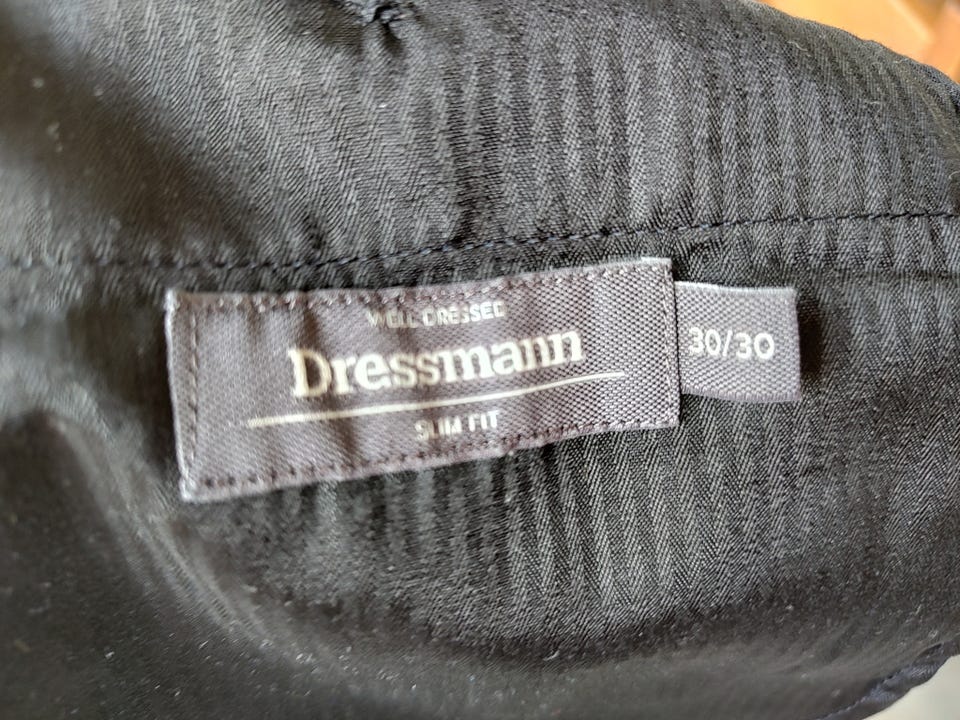 WELL DRESSED
Dressmann
SLIM FIT
30/30